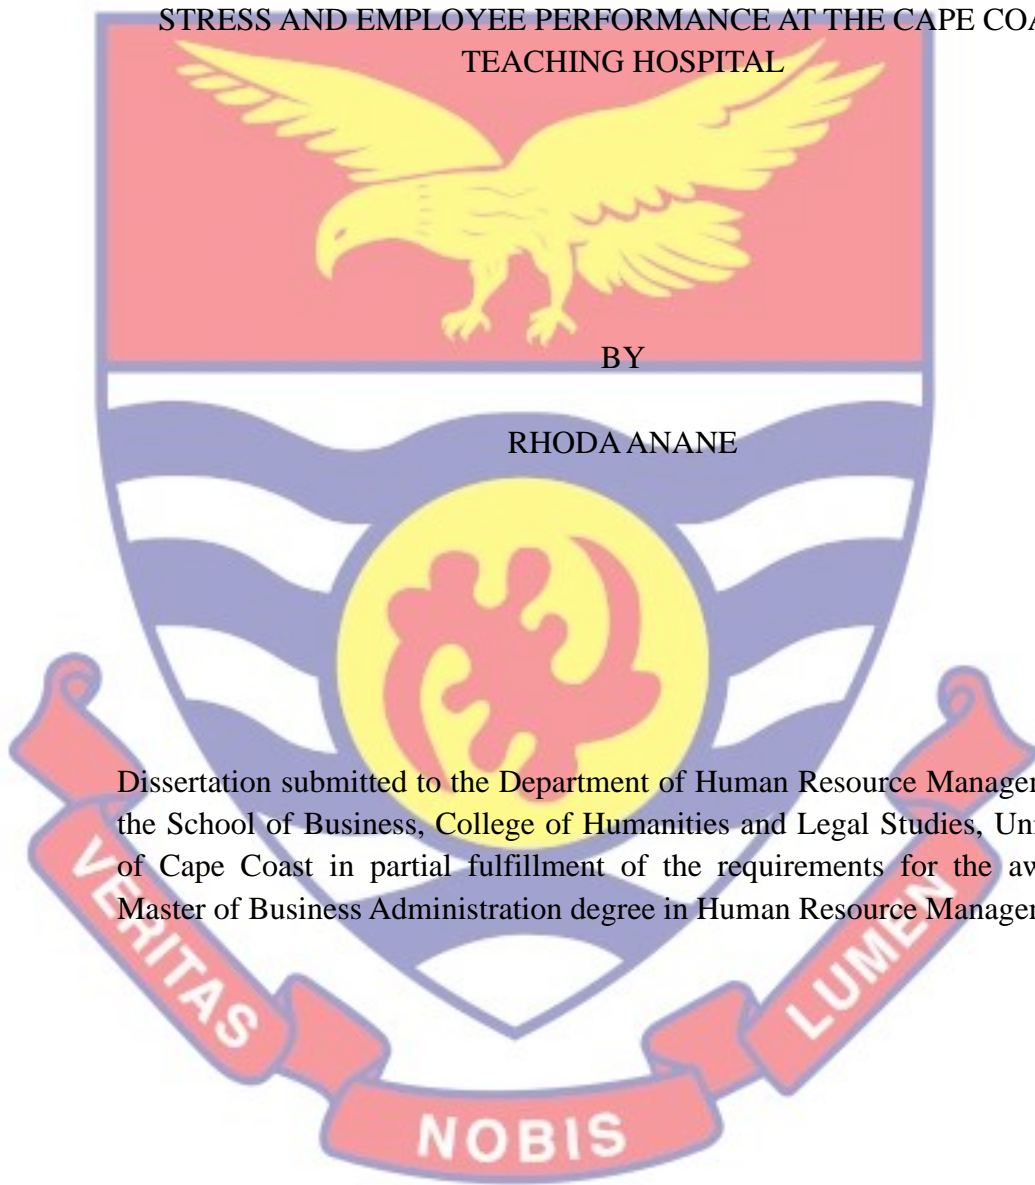 STRESS AND EMPLOYEE PERFORMANCE AT THE CAPE COA
TEACHING HOSPITAL
BY
RHODA ANANE
Dissertation submitted to the Department of Human Resource Manager
the School of Business, College of Humanities and Legal Studies, Uni
of Cape Coast in partial fulfillment of the requirements for the aw
Master of Business Administration degree in Human Resource Manager
VERITAS
NOBIS
LUMEN